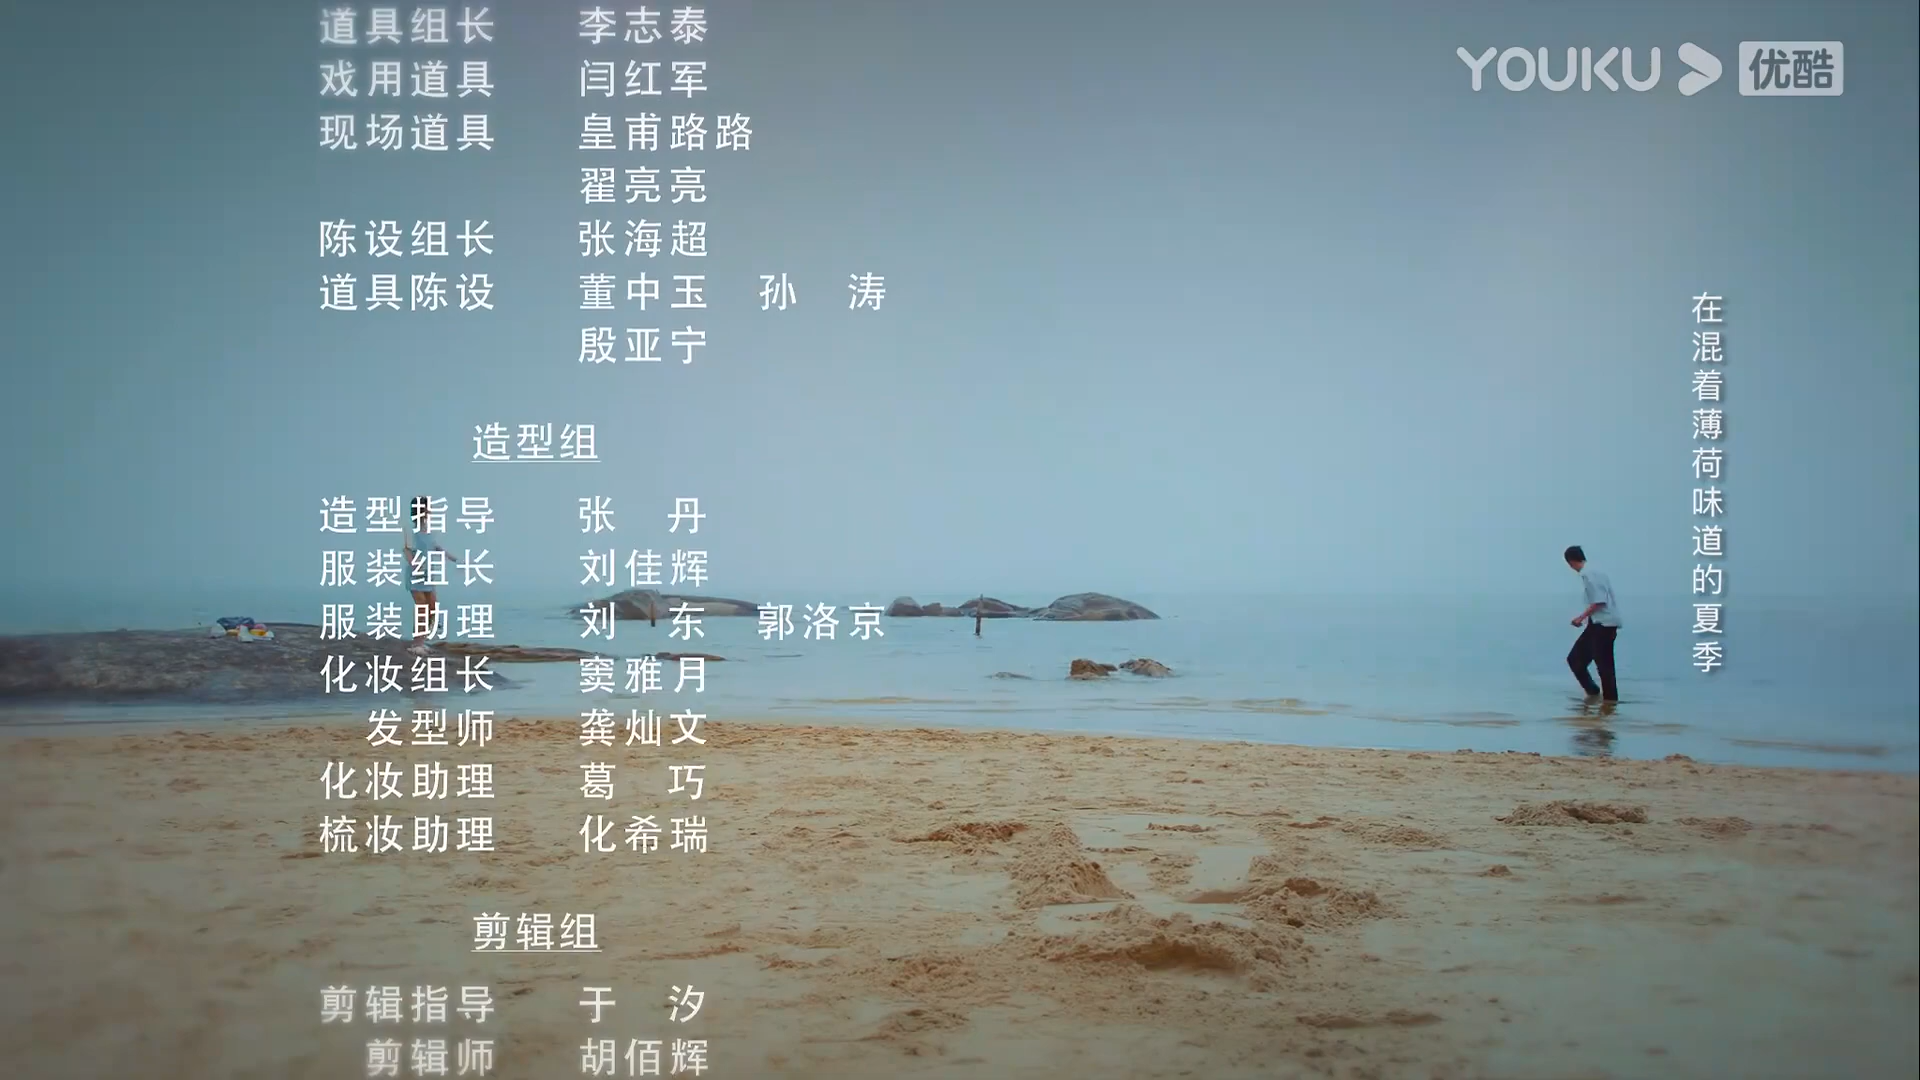 道具组长 李志泰
戏用道具 闫红军
现场道具 皇甫路路
翟亮亮
陈设组长 张海超
道具陈设 董中玉 孙 涛
殷亚宁
造型组
造型指导 张 丹
服装组长 刘佳辉
服装助理 刘 东 郭洛京
化妆组长 窦雅月
发型师 龚灿文
化妆助理 葛 巧
梳妆助理 化希瑞
剪辑组
剪辑指导 于 汐
剪辑师 胡佰辉
YOUKU 优酷
在混着薄荷味道的夏季